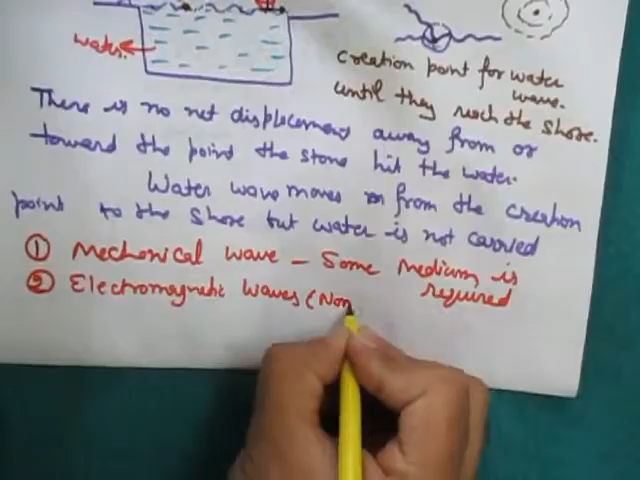 water
creation point for water
wave.
until they reach the shore.
There is no net displacement away from or
toward the point the stone hit the water.
Water wave moves from the creation
point to the shore but water is not carried
① Mechanical wave - Some medium is
required
② Electromagnetic waves (Non